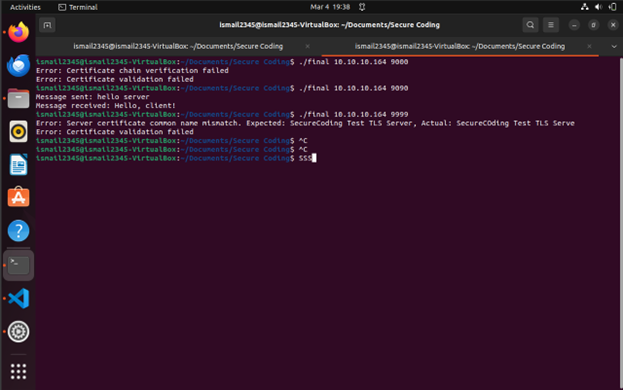 Activities
Terminal
Mar 4 19:38
ismail2345@ismail2345-VirtualBox: ~/Documents/Secure Coding
ismail2345@ismail2345-VirtualBox: ~/Documents/Secure Coding
ismail2345@ismail2345-VirtualBox: ~/Documents/Secure Coding
ismail2345@ismail2345-VirtualBox:~/Documents/Secure Coding$ ./final 10.10.10.164 9000
Error: Certificate chain verification failed
Error: Certificate validation failed
ismail2345@ismail2345-VirtualBox:~/Documents/Secure Coding$ ./final 10.10.10.164 9090
Message sent: hello server
Message received: Hello, client!
ismail2345@ismail2345-VirtualBox:~/Documents/Secure Coding$ ./final 10.10.10.164 9999
Error: Server certificate common name mismatch. Expected: SecureCoding Test TLS Server, Actual: SecureCOding Test TLS Serve
Error: Certificate validation failed
ismail2345@ismail2345-VirtualBox:~/Documents/Secure Coding$ ^C
ismail2345@ismail2345-VirtualBox:~/Documents/Secure Coding$ ^C
ismail2345@ismail2345-VirtualBox:~/Documents/Secure Coding$ SSS